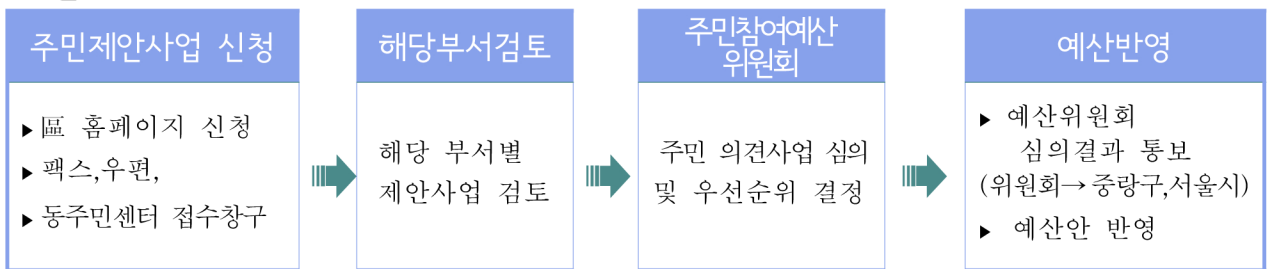 주민제안사업 신청
▶區 홈페이지 신청
▶팩스,우편,
▶동주민센터 접수창구
해당부서검토
해당 부서별
제안사업 검토
주민참여예산
위원회
주민 의견사업 심의
및 우선순위 결정
예산반영
▶ 예산위원회
심의결과 통보
(위원회→중랑구,서울시)
▶ 예산안 반영